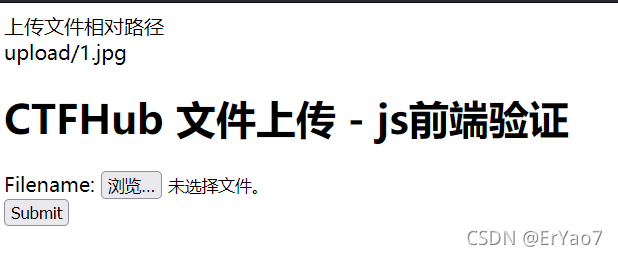 上传文件相对路径
upload/1.jpg
CTFHub 文件上传 - js前端验证
Filename: 浏览... 未选择文件。
Submit
CSDN @ErYao7